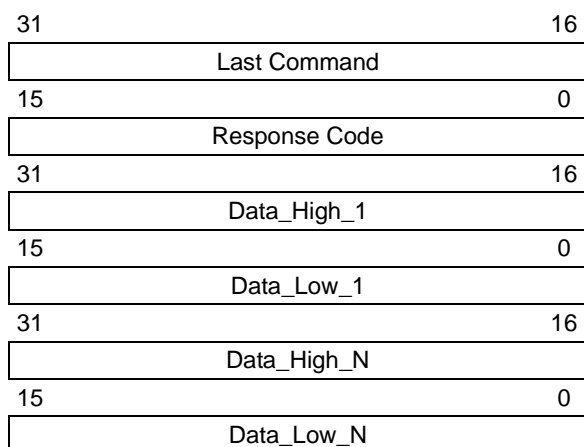 31 16
Last Command
15 0
Response Code
31 16
Data_High_1
15 0
Data_Low_1
31 16
Data_High_N
15 0
Data_Low_N